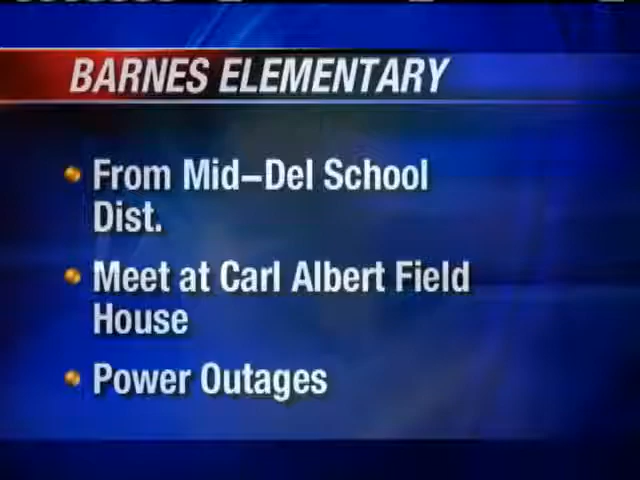 BARNES ELEMENTARY
From Mid-Del School
Dist.
Meet at Carl Albert Field
House
Power Outages